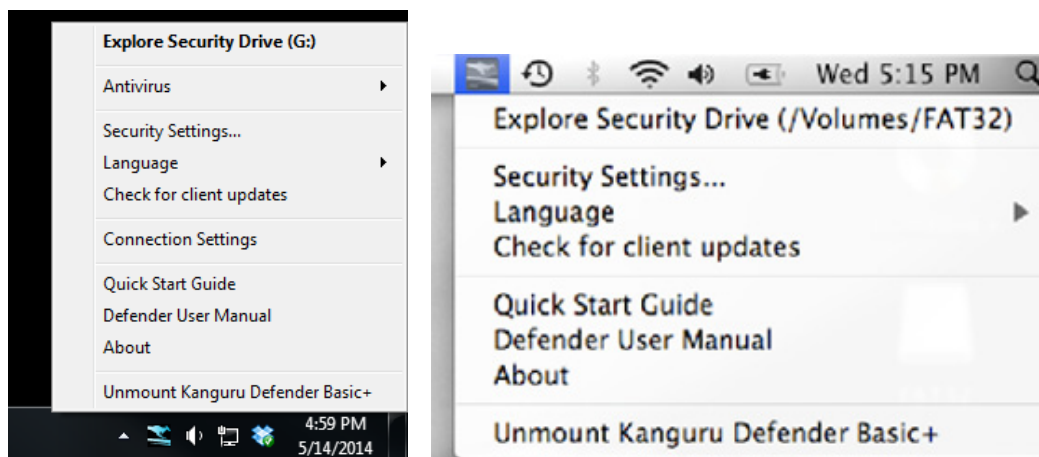 Explore Security Drive (G:)
Antivirus
Security Settings...
Language
Check for client updates
Connection Settings
Quick Start Guide
Defender User Manual
About
Unmount Kanguru Defender Basic+
4:59 PM
5/14/2014
Wed 5:15 PM
Explore Security Drive (/Volumes/FAT32)
Security Settings...
Language
Check for client updates
Quick Start Guide
Defender User Manual
About
Unmount Kanguru Defender Basic+